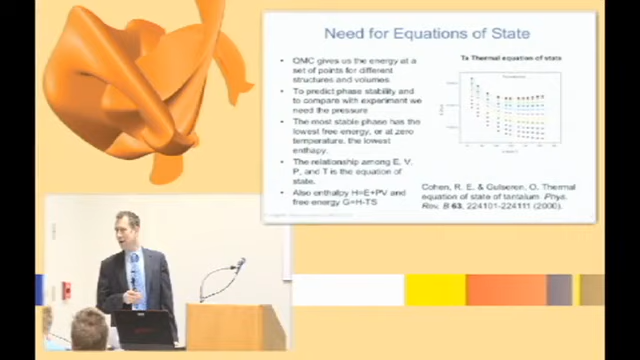 Need for Equations of State
• QMC gives us the energy at a
set of points for different
structures and volumes
• To predict phase stability and
to compare with experiment we
need the pressure
• The most stable phase has the
lowest free energy, or at zero
temperature, the lowest
enthalpy.
• The relationship among E, V,
P, and T is the equation of
state.
• Also enthalpy H=E+PV and
free energy G=H-TS
Ta Thermal equation of state
Cohen, R. E. & Gulseren, O. Thermal
equation of state of tantalum. Phys.
Rev. B 63, 224101-224111 (2000).